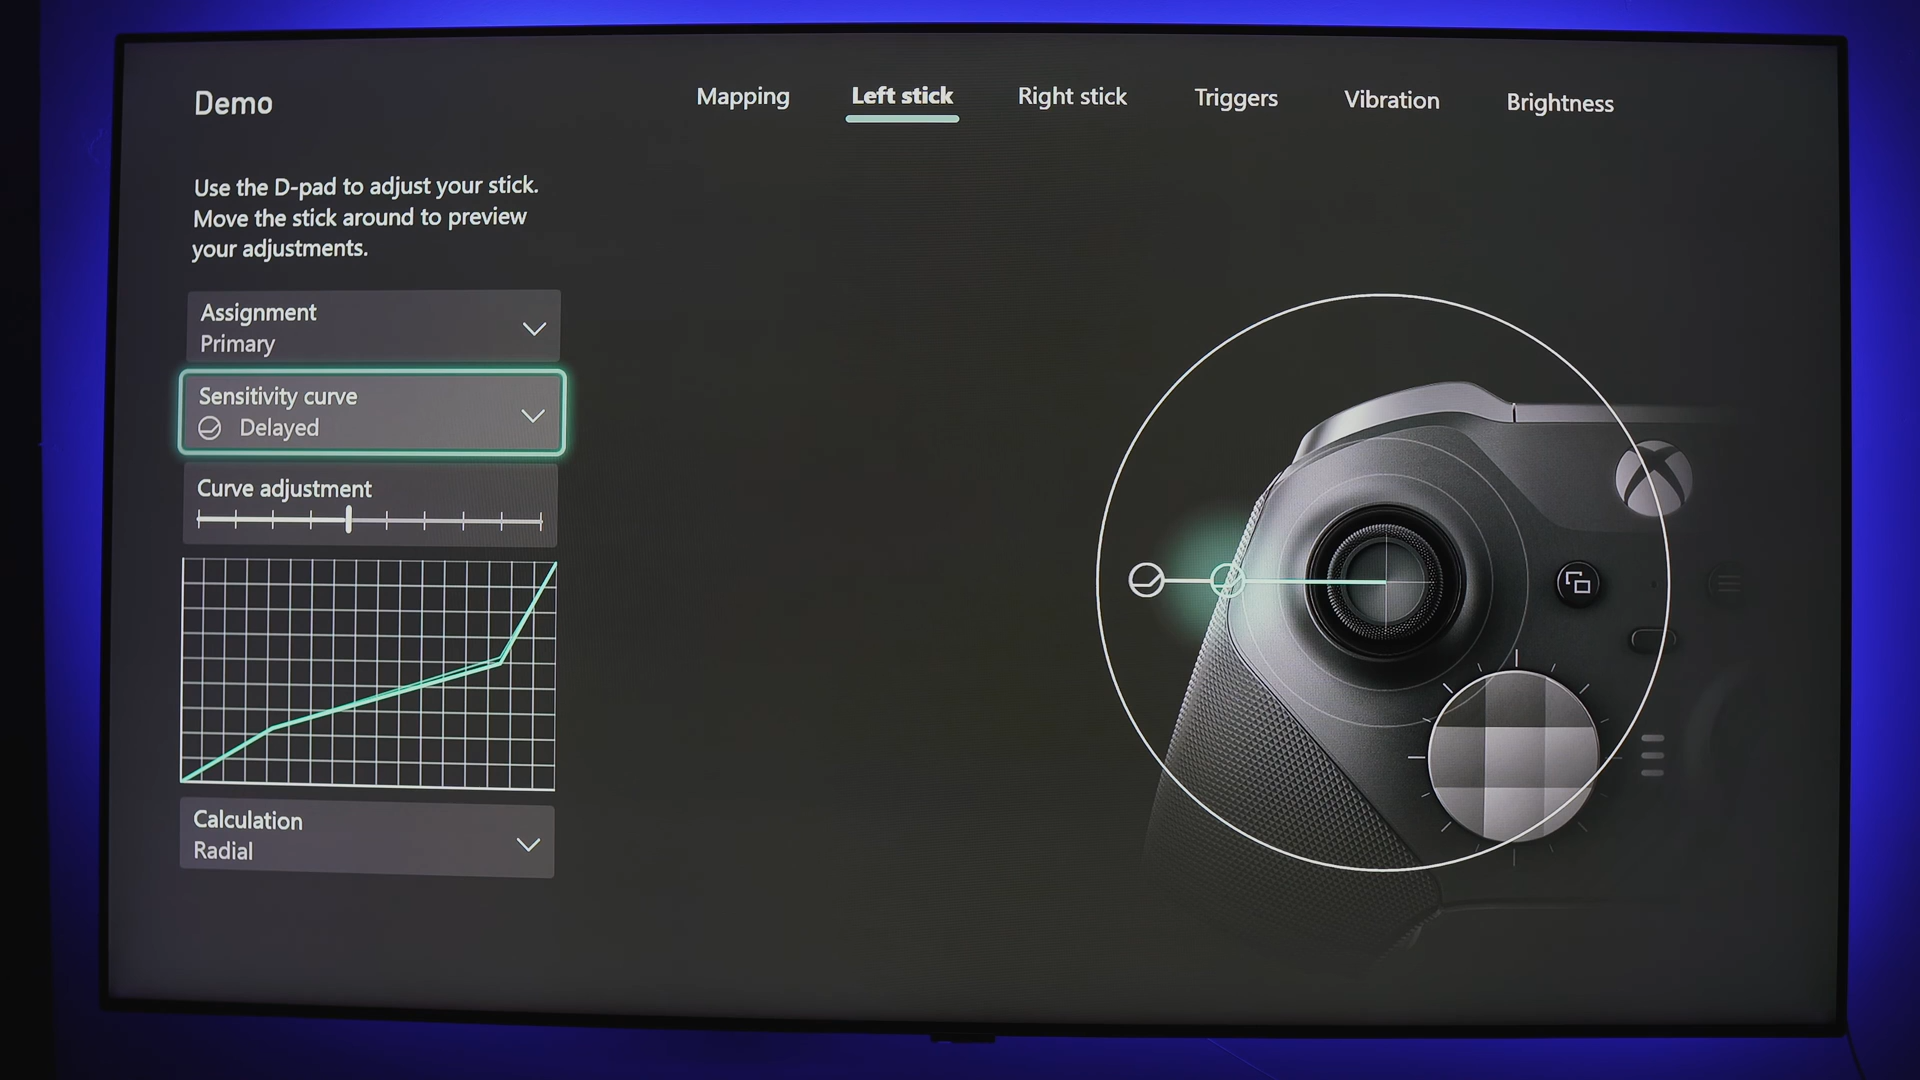 Demo
Mapping
Left stick
Right stick
Triggers
Vibration
Brightness
Use the D-pad to adjust your stick.
Move the stick around to preview
your adjustments.
Assignment
Primary
Sensitivity curve
Delayed
Curve adjustment
Calculation
Radial